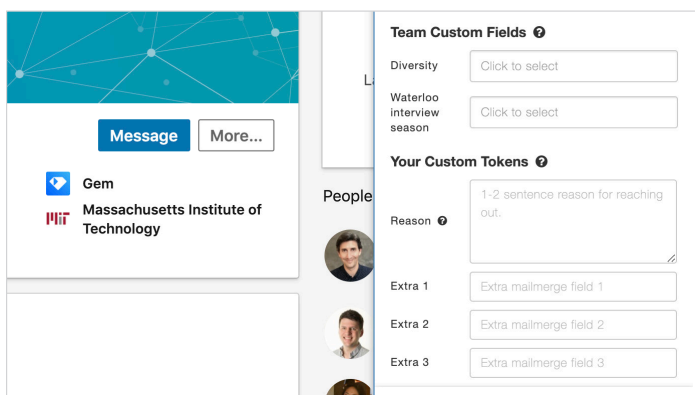 Message
More...
Gem
Massachusetts Institute of
Technology
People
Team Custom Fields ?
Diversity
Click to select
Waterloo
interview
season
Click to select
Your Custom Tokens ?
Reason ?
1-2 sentence reason for reaching
out.
Extra 1
Extra mailmerge field 1
Extra 2
Extra mailmerge field 2
Extra 3
Extra mailmerge field 3